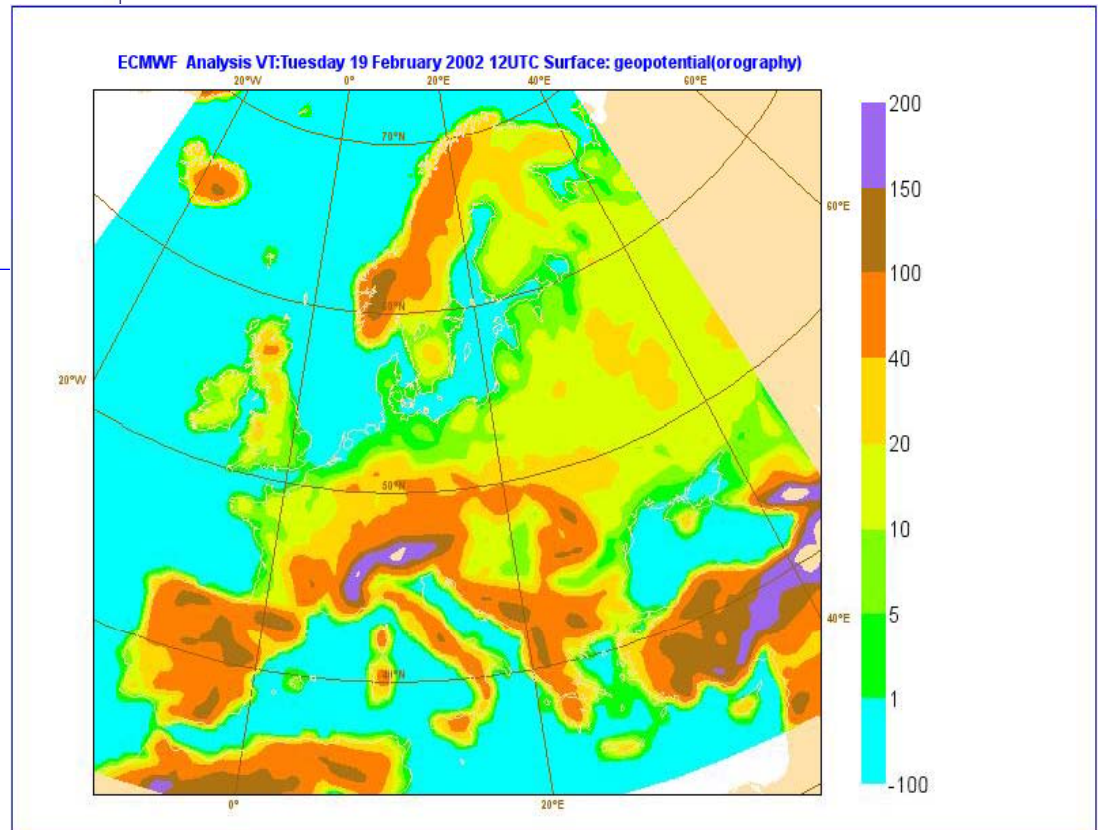 ECMWF Analysis VT:Tuesday 19 February 2002 12UTC Surface: geopotential(orography)
20°W 0° 20°E 40°E 60°E
70°N
60°E
60°N
20°W
50°N
40°E
40°N
0° 20°E
200
150
100
40
20
10
5
1
-100